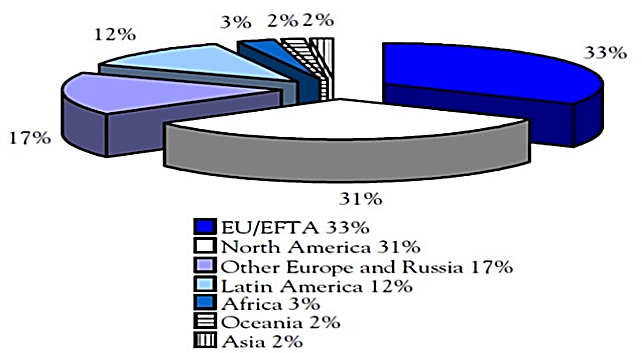 3% 2% 2%
12%
33%
17%
31%
EU/EFTA 33%
North America 31%
Other Europe and Russia 17%
Latin America 12%
Africa 3%
Oceania 2%
Asia 2%